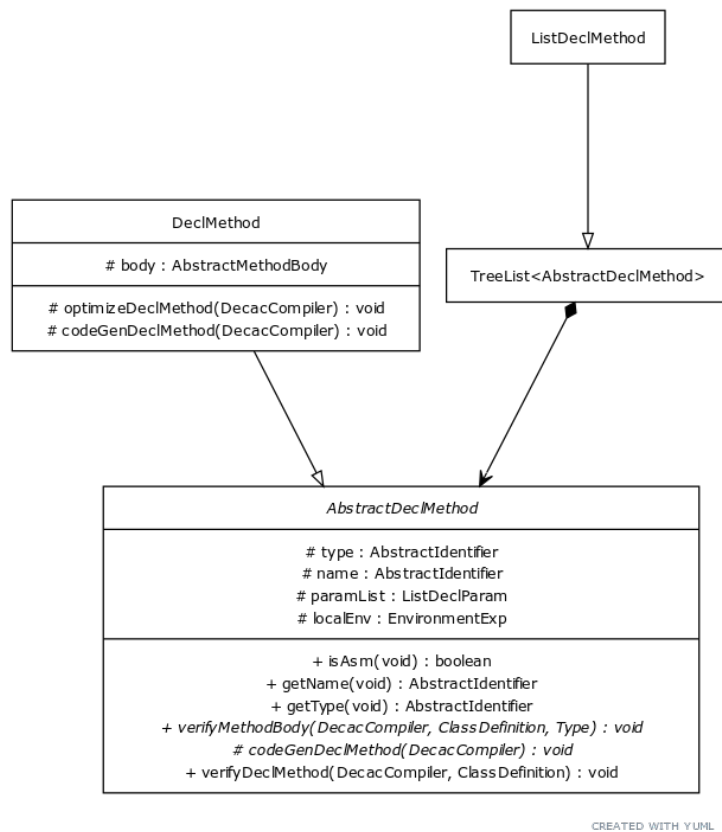 ListDeclMethod
DeclMethod
# body : AbstractMethodBody
# optimizeDeclMethod(DecacCompiler) : void
# codeGenDeclMethod(DecacCompiler) : void
TreeList<AbstractDeclMethod>
AbstractDeclMethod
# type : AbstractIdentifier
# name : AbstractIdentifier
# paramList : ListDeclParam
# localEnv : EnvironmentExp
+ isAsm(void) : boolean
+ getName(void) : AbstractIdentifier
+ getType(void) : AbstractIdentifier
+ verifyMethodBody(DecacCompiler, ClassDefinition, Type) : void
# codeGenDeclMethod(DecacCompiler) : void
+ verifyDeclMethod(DecacCompiler, ClassDefinition) : void
CREATED WITH YUML